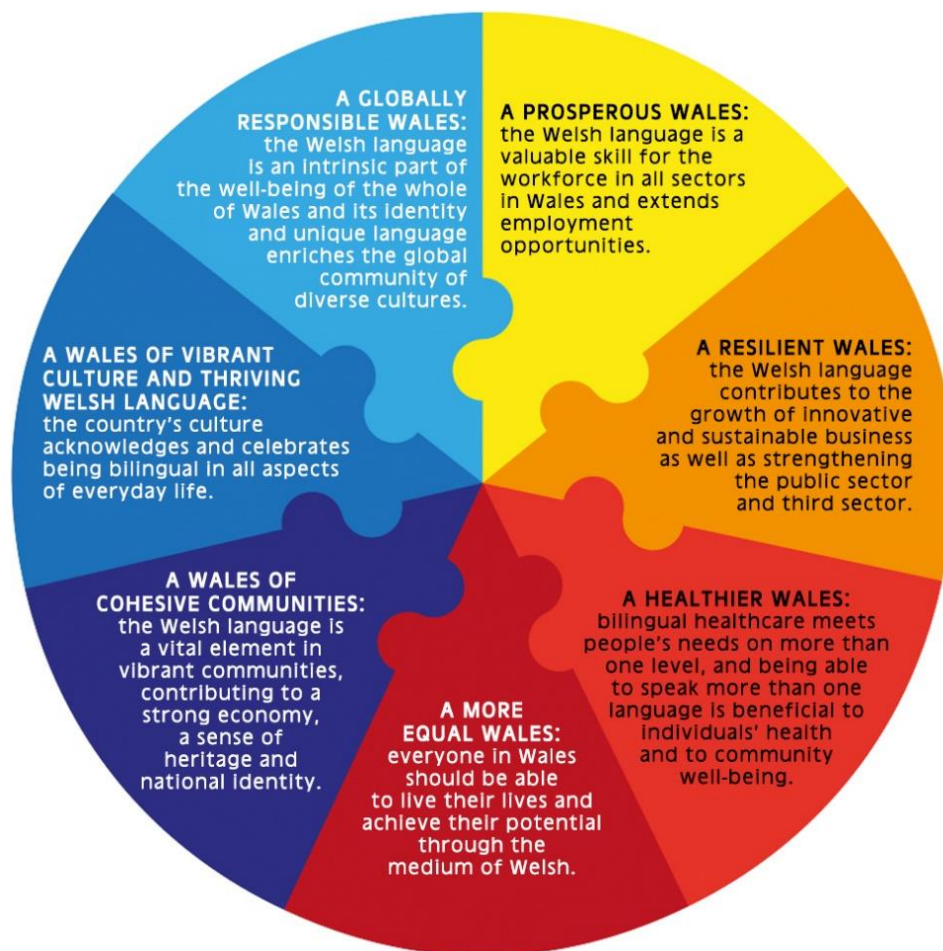 A GLOBALLY
RESPONSIBLE WALES:
the Welsh language
is an intrinsic part of
the well-being of the whole
of Wales and its identity
and unique language
enriches the global
community of
diverse cultures.
A PROSPEROUS WALES:
the Welsh language is a
valuable skill for the
workforce in all sectors
in Wales and extends
employment
opportunities.
A RESILIENT WALES:
the Welsh language
contributes to the
growth of innovative
and sustainable business
as well as strengthening
the public sector
and third sector.
A HEALTHIER WALES:
bilingual healthcare meets
people's needs on more than
one level, and being able
to speak more than one
language is beneficial to
individuals' health
and to community
well-being.
A MORE
EQUAL WALES:
everyone in Wales
should be able
to live their lives and
achieve their potential
through the
medium of Welsh.
A WALES OF
COHESIVE COMMUNITIES:
the Welsh language is
a vital element in
vibrant communities,
contributing to a
strong economy,
a sense of
heritage and
national identity.
A WALES OF VIBRANT
CULTURE AND THRIVING
WELSH LANGUAGE:
the country's culture
acknowledges and celebrates
being bilingual in all aspects
of everyday life.